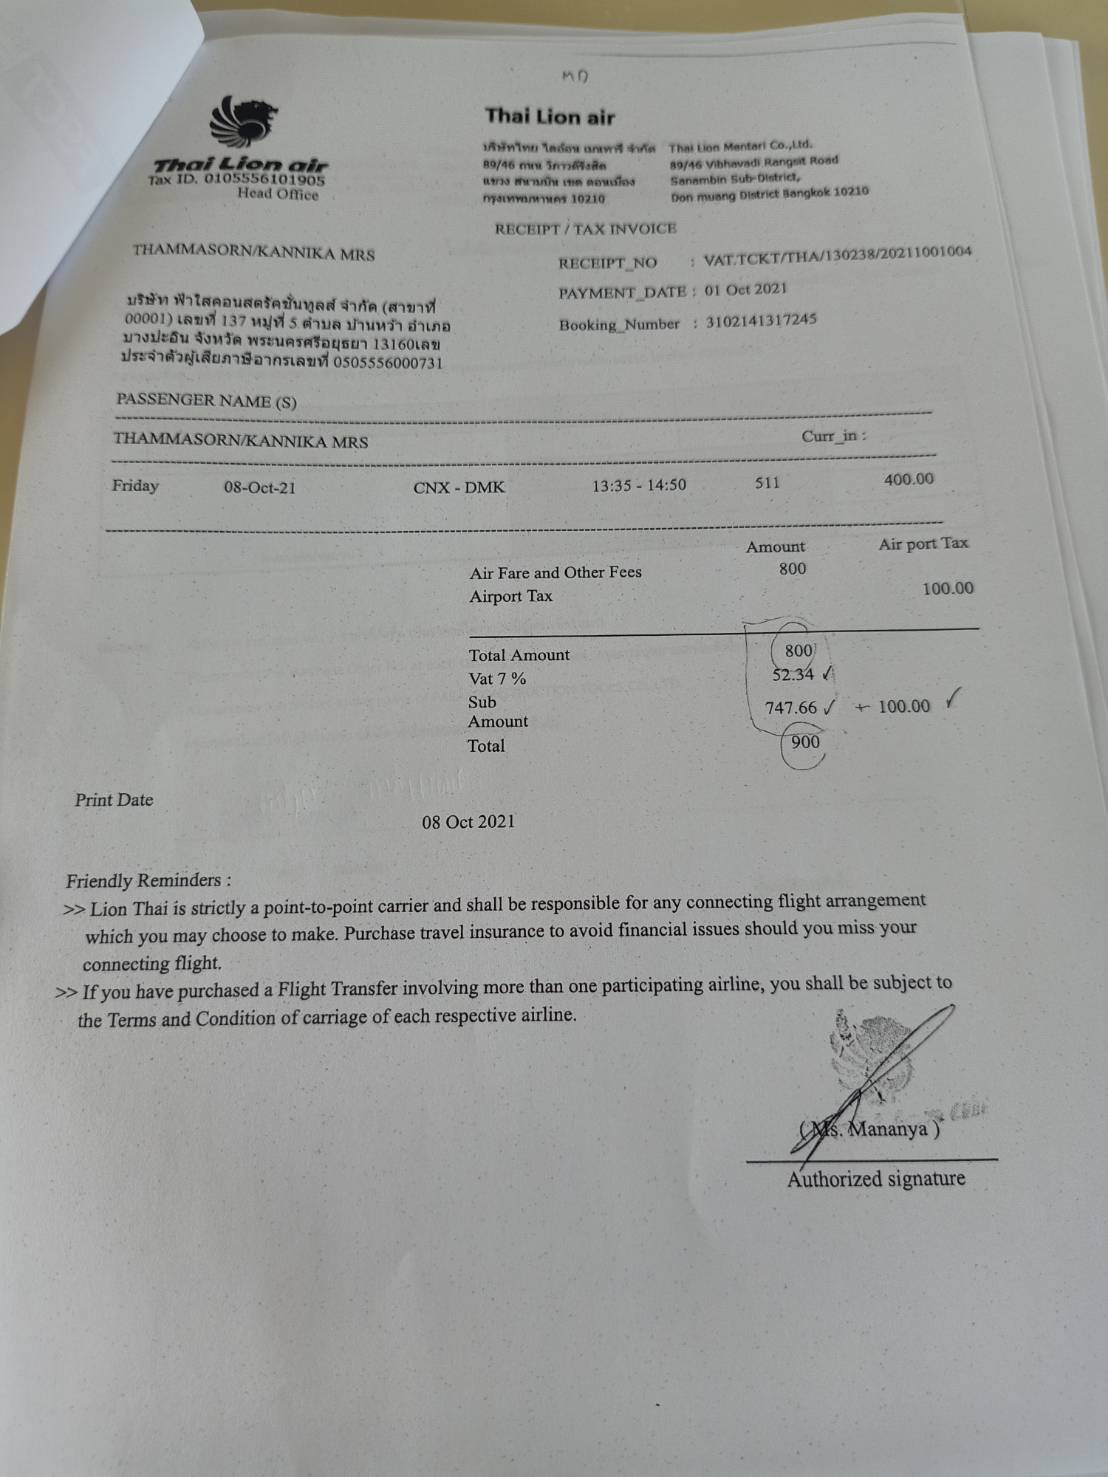 Thai Lion air
Tax ID. 0105556101905
Head Office
Thai Lion air
บริษัทไทย ไลอ้อน เมทารี จำกัด
89/46 ถนน วิภาวดีรังสิต
แขวง สนามบิน เขต ดอนเมือง
กรุงเทพมหานคร 10210
Thai Lion Mentari Co.,Ltd.
89/46 Vibhavadi Rangsit Road
Sanambin Sub-District,
Don muang District Bangkok 10210
RECEIPT / TAX INVOICE
THAMMASORN/KANNIKA MRS
RECEIPT_NO : VAT.TCKT/THA/130238/20211001004
PAYMENT_DATE : 01 Oct 2021
Booking_Number : 3102141317245
บริษัท ฟ้าใสคอนสตรัคชั่นทูลส์ จำกัด (สาขาที่
00001) เลขที่ 137 หมู่ที่ 5 ตำบล บ้านหว้า อำเภอ
บางปะอิน จังหวัด พระนครศรีอยุธยา 13160เลข
ประจำตัวผู้เสียภาษีอากรเลขที่ 0505556000731
PASSENGER NAME (S)
THAMMASORN/KANNIKA MRS Curr_in :
Friday 08-Oct-21 CNX - DMK 13:35 - 14:50 511 400.00
Amount Air port Tax
Air Fare and Other Fees 800
Airport Tax 100.00
Total Amount 800
Vat 7 % 52.34 ✓
Sub 747.66 ✓ + 100.00 ✓
Amount
Total 900
Print Date
08 Oct 2021
Friendly Reminders :
>> Lion Thai is strictly a point-to-point carrier and shall be responsible for any connecting flight arrangement
which you may choose to make. Purchase travel insurance to avoid financial issues should you miss your
connecting flight.
>> If you have purchased a Flight Transfer involving more than one participating airline, you shall be subject to
the Terms and Condition of carriage of each respective airline.
( Ms. Mananya )
Authorized signature